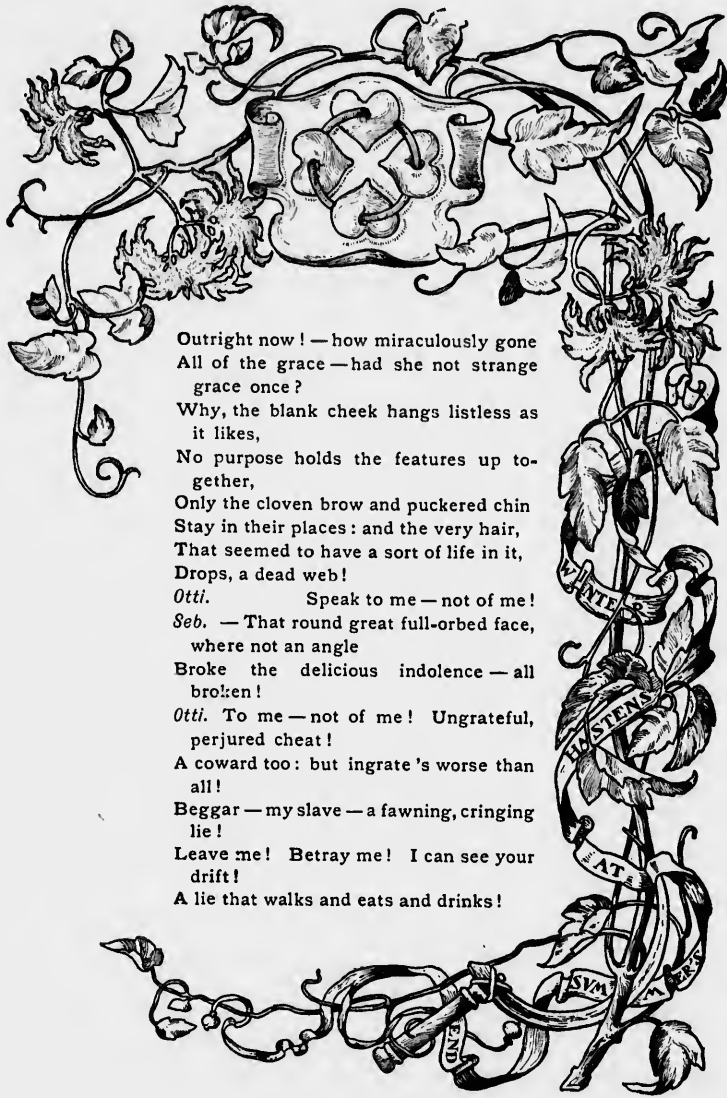 Outright now! — how miraculously gone
All of the grace — had she not strange
grace once?
Why, the blank cheek hangs listless as
it likes,
No purpose holds the features up to-
gether,
Only the cloven brow and puckered chin
Stay in their places: and the very hair,
That seemed to have a sort of life in it,
Drops, a dead web!
Otti. Speak to me — not of me!
Seb. — That round great full-orbed face,
where not an angle
Broke the delicious indolence — all
broken!
Otti. To me — not of me! Ungrateful,
perjured cheat!
A coward too: but ingrate 's worse than
all!
Beggar — my slave — a fawning, cringing
lie!
Leave me! Betray me! I can see your
drift!
A lie that walks and eats and drinks!
WINTER
HASTENS
AT
SVMMER'S
END